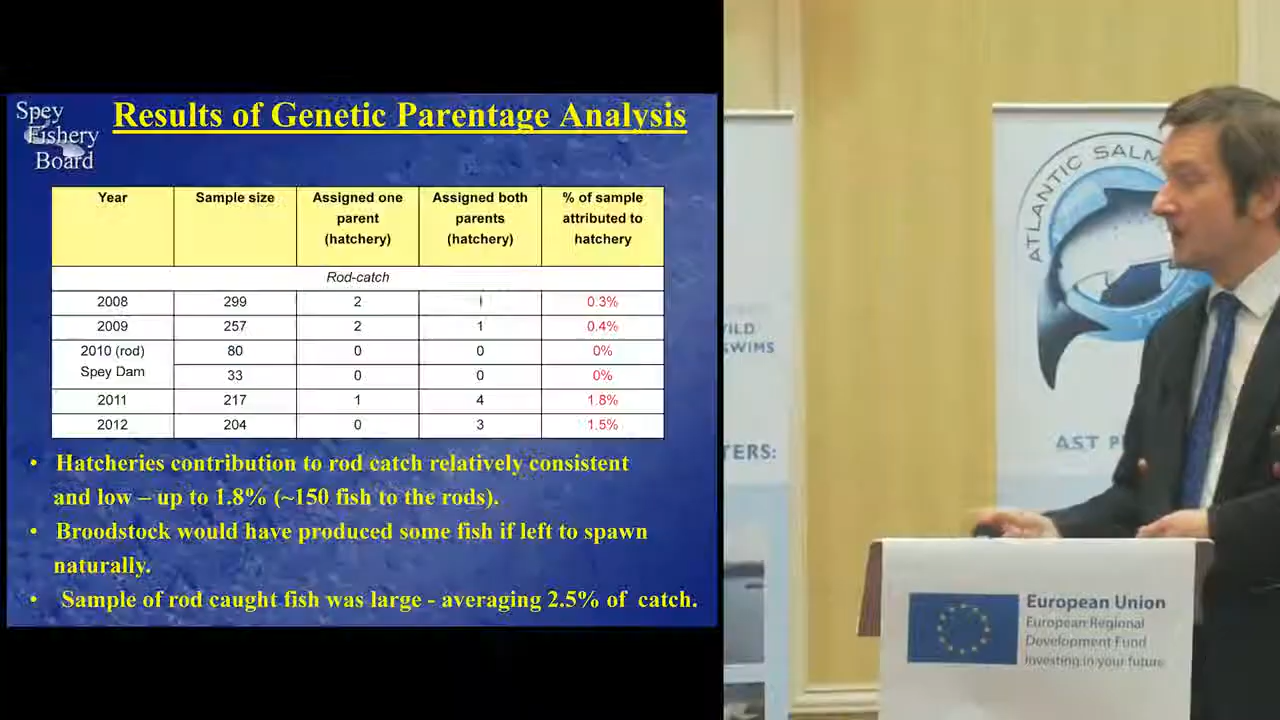 Spey
Fishery
Board
Results of Genetic Parentage Analysis
Year Sample size Assigned one parent (hatchery) Assigned both parents (hatchery) % of sample attributed to hatchery
Rod-catch
2008 299 2 0.3%
2009 257 2 1 0.4%
2010 (rod) 80 0 0 0%
Spey Dam 33 0 0 0%
2011 217 1 4 1.8%
2012 204 0 3 1.5%
• Hatcheries contribution to rod catch relatively consistent
and low – up to 1.8% (~150 fish to the rods).
• Broodstock would have produced some fish if left to spawn
naturally.
• Sample of rod caught fish was large - averaging 2.5% of catch.
ATLANTIC SALM
TR
AST P
VILD
SWIMS
TERS:
European Union
European Regional
Development Fund
Investing in your future